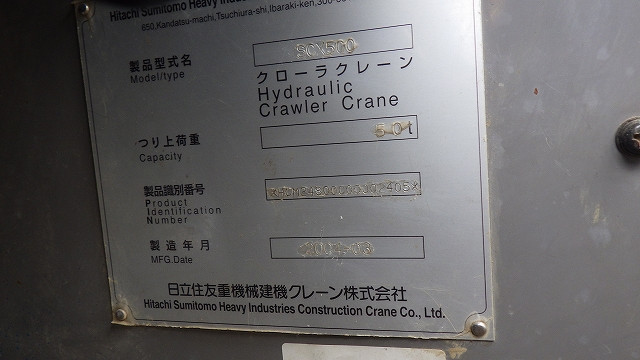 Hitachi Sumitomo Heavy
650, Kandatsu-machi, Tsuchiura-shi, Ibaraki-ken,
製品型式名
Model/type
SCX500
クローラクレーン
Hydraulic
Crawler Crane
つり上荷重
Capacity
50t
製品識別番号
Product
Identification
Number
製造年月
MFG.Date
日立住友重機械建機クレーン株式会社
Hitachi Sumitomo Heavy Industries Construction Crane Co., Ltd.